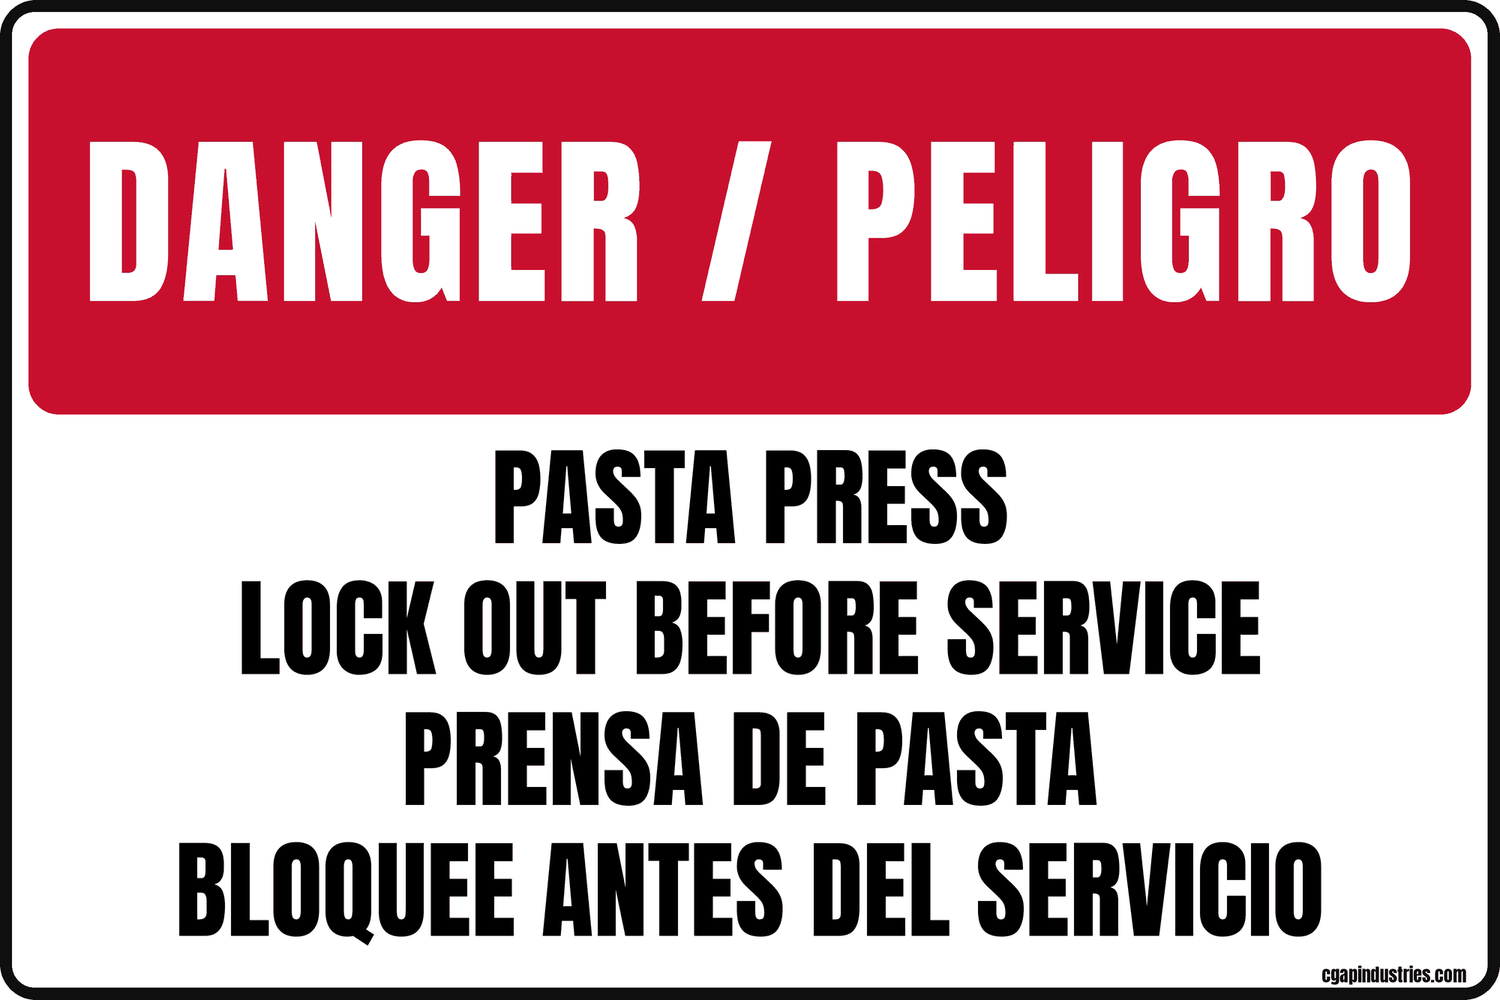 DANGER / PELIGRO
PASTA PRESS
LOCK OUT BEFORE SERVICE
PRENSA DE PASTA
BLOQUEE ANTES DEL SERVICIO
cgapindustries.com